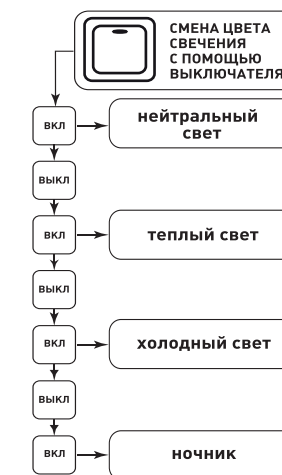 СМЕНА ЦВЕТА
СВЕЧЕНИЯ
С ПОМОЩЬЮ
ВЫКЛЮЧАТЕЛЯ
ВКЛ
нейтральный
свет
ВЫКЛ
ВКЛ
теплый свет
ВЫКЛ
ВКЛ
холодный свет
ВЫКЛ
ВКЛ
ночник